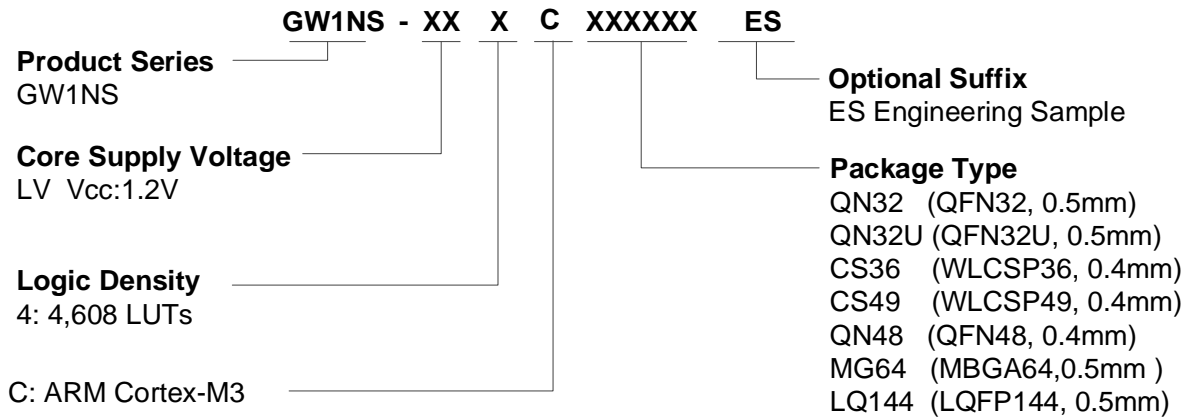 GW1NS - XX X C XXXXXX ES
Product Series
GW1NS
Core Supply Voltage
LV Vcc:1.2V
Logic Density
4: 4,608 LUTs
C: ARM Cortex-M3
Optional Suffix
ES Engineering Sample
Package Type
QN32 (QFN32, 0.5mm)
QN32U (QFN32U, 0.5mm)
CS36 (WLCSP36, 0.4mm)
CS49 (WLCSP49, 0.4mm)
QN48 (QFN48, 0.4mm)
MG64 (MBGA64,0.5mm )
LQ144 (LQFP144, 0.5mm)